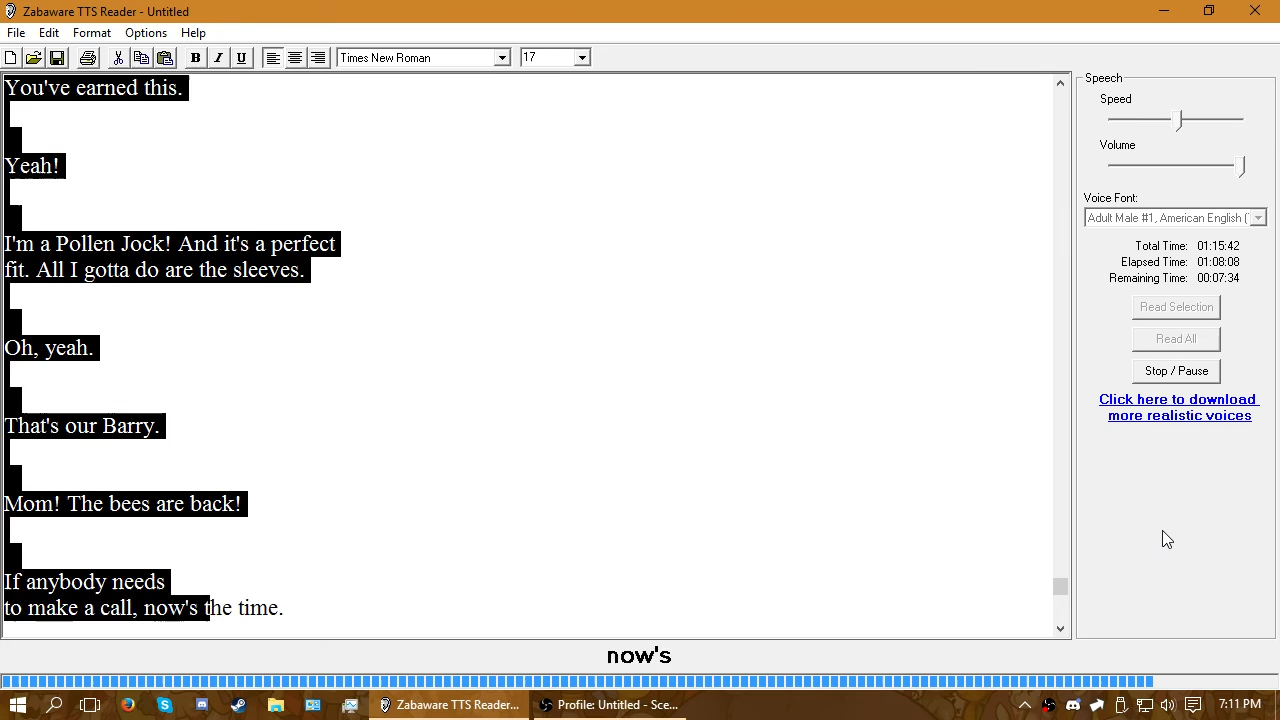 Zabaware TTS Reader - Untitled
File Edit Format Options Help
B I U Times New Roman 17
You've earned this.
Yeah!
I'm a Pollen Jock! And it's a perfect
fit. All I gotta do are the sleeves.
Oh, yeah.
That's our Barry.
Mom! The bees are back!
If anybody needs
to make a call, now's the time.
Speech
Speed
Volume
Voice Font:
Adult Male #1, American English (
Total Time: 01:15:42
Elapsed Time: 01:08:08
Remaining Time: 00:07:34
Read Selection
Read All
Stop / Pause
Click here to download
more realistic voices
now's
Zabaware TTS Reader... Profile: Untitled - Sce... 7:11 PM